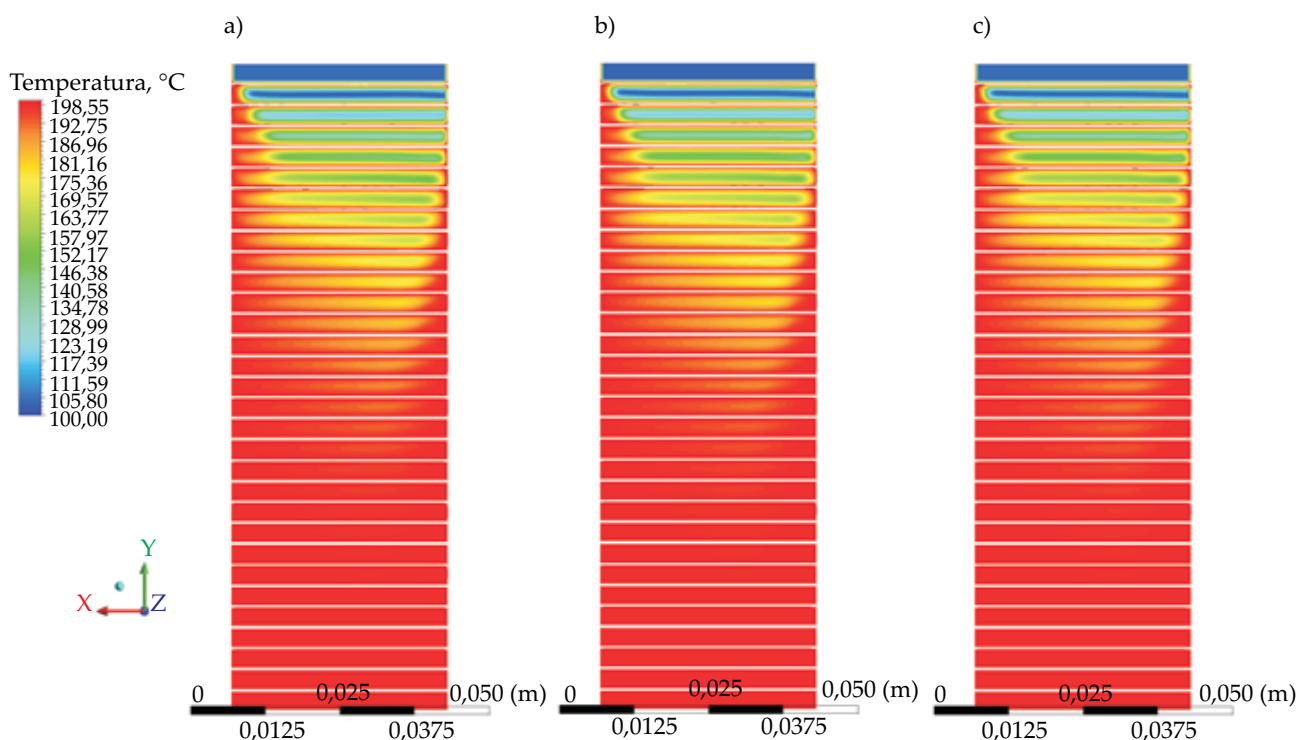 a)
b)
c)
Temperatura, °C
198,55
192,75
186,96
181,16
175,36
169,57
163,77
157,97
152,17
146,38
140,58
134,78
128,99
123,19
117,39
111,59
105,80
100,00
Y
X
Z
0 0,025 0,050 (m)
0,0125 0,0375
0 0,025 0,050 (m)
0,0125 0,0375
0 0,025 0,050 (m)
0,0125 0,0375